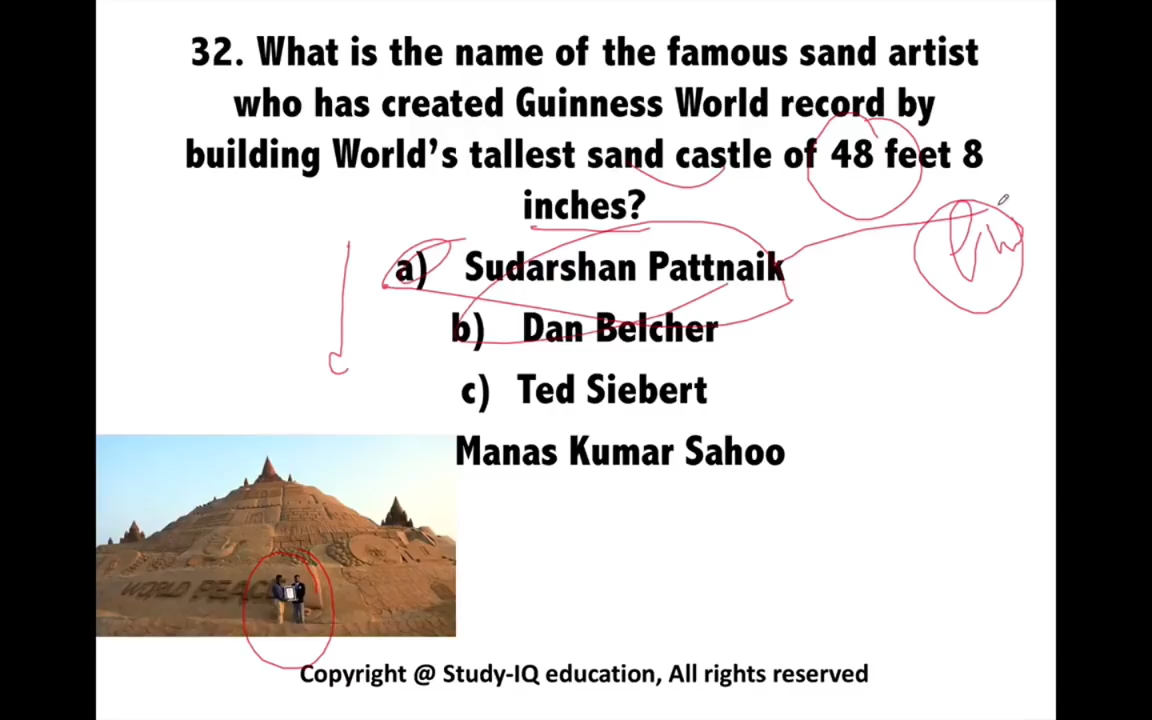 32. What is the name of the famous sand artist
who has created Guinness World record by
building World's tallest sand castle of 48 feet 8
inches?
a) Sudarshan Pattnaik
b) Dan Belcher
c) Ted Siebert
Manas Kumar Sahoo
WORLD PEACE
Copyright @ Study-IQ education, All rights reserved